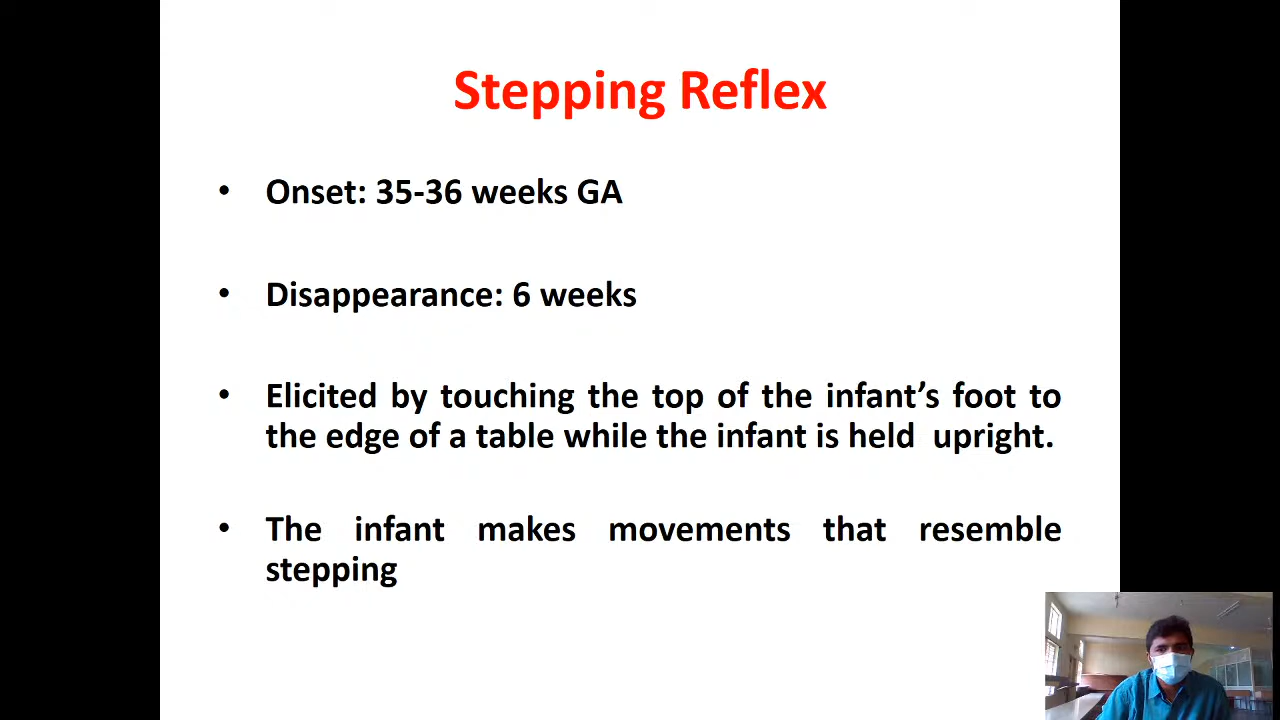 Stepping Reflex
• Onset: 35-36 weeks GA
• Disappearance: 6 weeks
• Elicited by touching the top of the infant’s foot to
the edge of a table while the infant is held upright.
• The infant makes movements that resemble
stepping